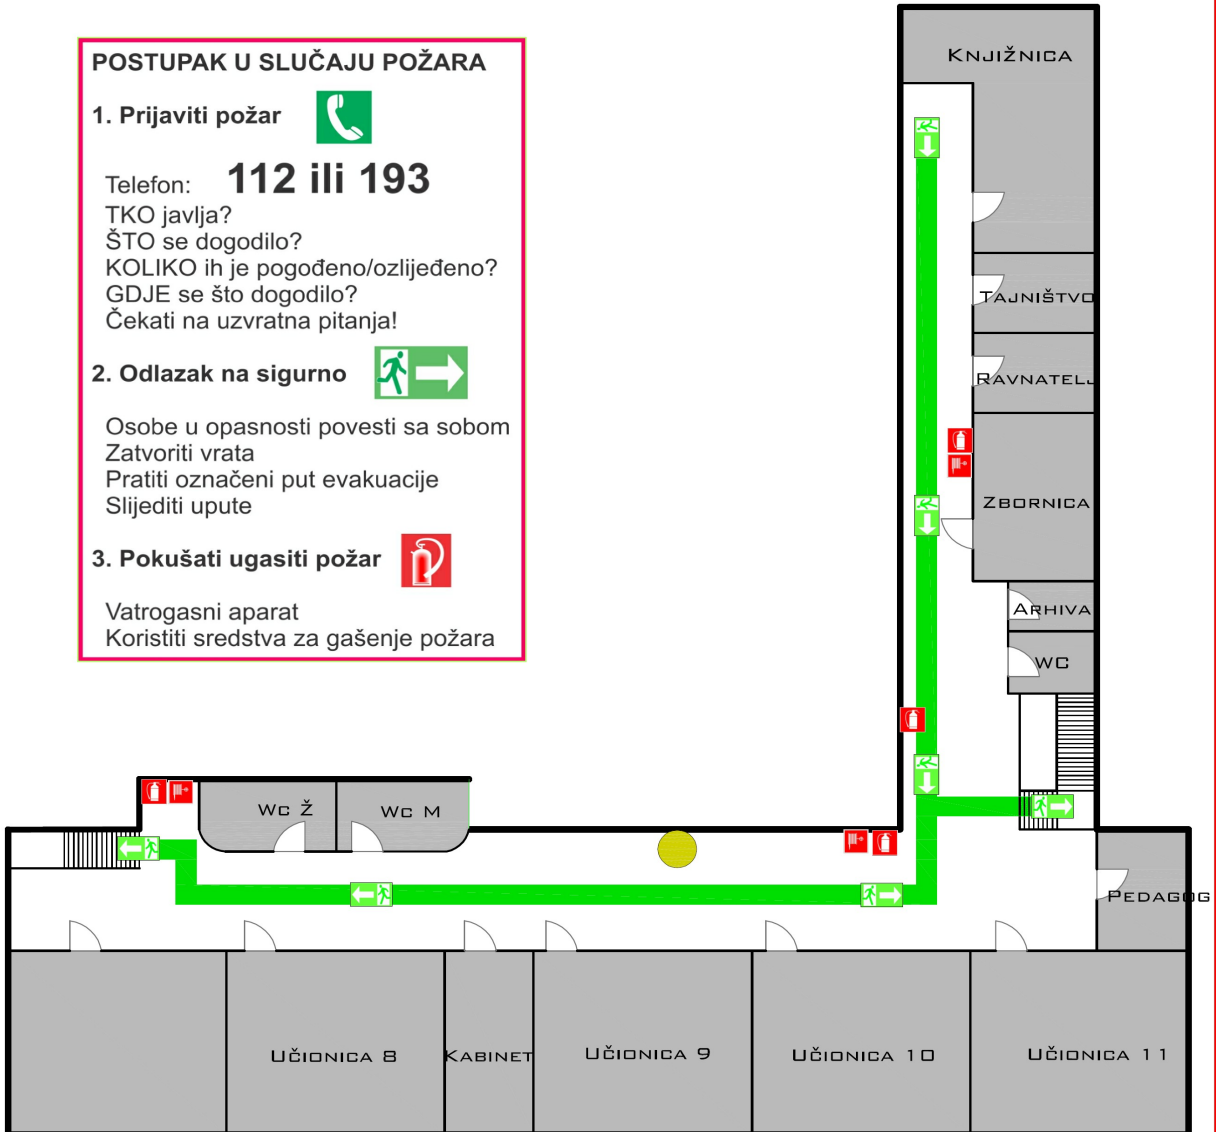 POSTUPAK U SLUČAJU POŽARA
1. Prijaviti požar
Telefon: 112 ili 193
TKO javlja?
ŠTO se dogodilo?
KOLIKO ih je pogođeno/ozlijeđeno?
GDJE se što dogodilo?
Čekati na uzvratna pitanja!
2. Odlazak na sigurno
Osobe u opasnosti povesti sa sobom
Zatvoriti vrata
Pratiti označeni put evakuacije
Slijediti upute
3. Pokušati ugasiti požar
Vatrogasni aparat
Koristiti sredstva za gašenje požara
KNJIŽNICA
TAJNIŠTVO
RAVNATELJ
ZBORNICA
ARHIVA
WC
WC Ž
WC M
PEDAGOG
UČIONICA 8
KABINET
UČIONICA 9
UČIONICA 10
UČIONICA 11